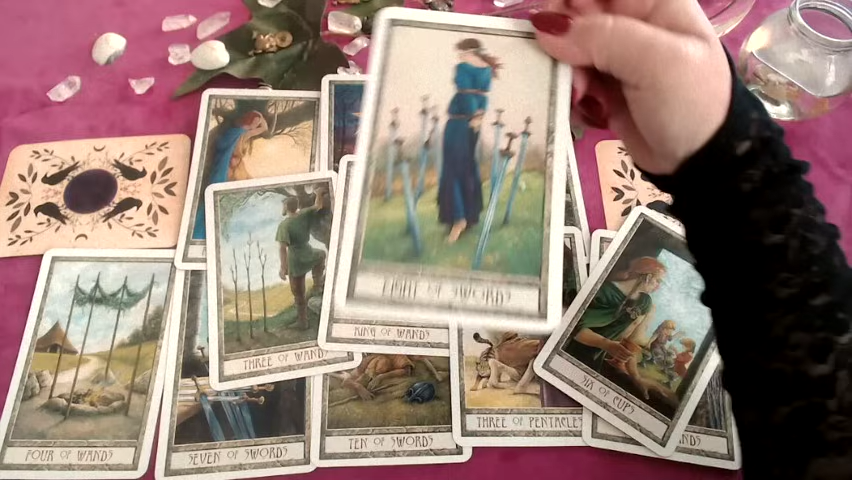 EIGHT OF SWORDS
KING OF WANDS
THREE OF WANDS
SIX OF CUPS
THREE OF PENTACLES
TEN OF SWORDS
FOUR OF WANDS
SEVEN OF SWORDS